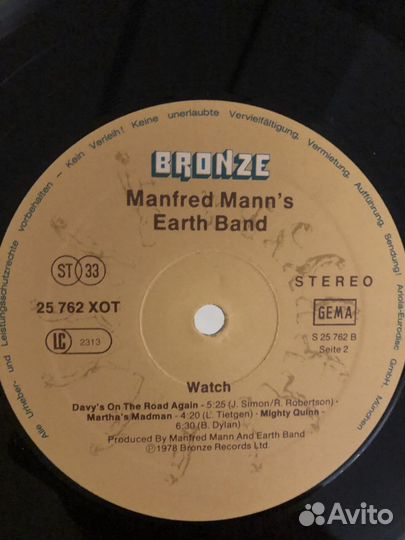 Alle Urheber- und Leistungsschutzrechte vorbehalten - Kein Verleih! Keine unerlaubte Vervielfältigung, Vermietung, Aufführung, Sendung! Ariola-Eurodisc GmbH, München
BRONZE
Manfred Mann's
Earth Band
ST 33
STEREO
25 762 XOT
GEMA
LC 2313
S 25 762 B
Seite 2
Watch
Davy's On The Road Again - 5:25 (J. Simon/R. Robertson) -
Martha's Madman - 4:20 (L. Tietgen) - Mighty Quinn -
6:30 (B. Dylan)
Produced By Manfred Mann And Earth Band
Ⓟ1978 Bronze Records Ltd.
Avito